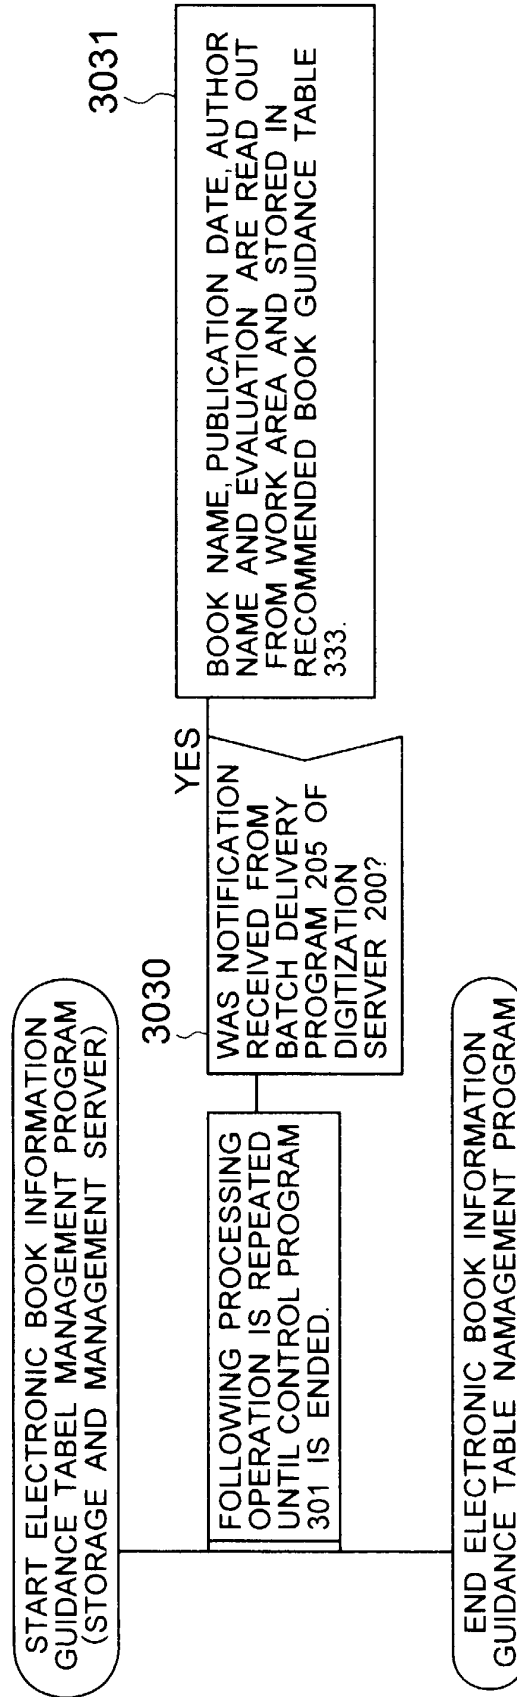 START ELECTRONIC BOOK INFORMATION
GUIDANCE TABEL MANAGEMENT PROGRAM
(STORAGE AND MANAGEMENT SERVER)
FOLLOWING PROCESSING
OPERATION IS REPEATED
UNTIL CONTROL PROGRAM
301 IS ENDED.
3030
WAS NOTIFICATION
RECEIVED FROM
BATCH DELIVERY
PROGRAM 205 OF
DIGITIZATION
SERVER 200?
YES
3031
BOOK NAME, PUBLICATION DATE, AUTHOR
NAME AND EVALUATION ARE READ OUT
FROM WORK AREA AND STORED IN
RECOMMENDED BOOK GUIDANCE TABLE
333.
END ELECTRONIC BOOK INFORMATION
GUIDANCE TABLE NAMAGEMENT PROGRAM